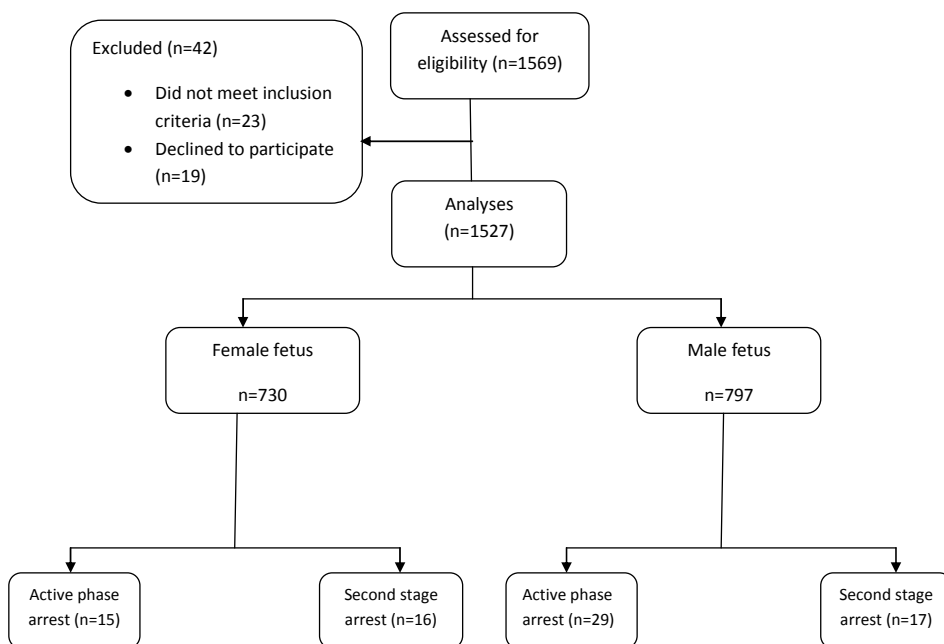 Assessed for
eligibility (n=1569)
Excluded (n=42)
• Did not meet inclusion
criteria (n=23)
• Declined to participate
(n=19)
Analyses
(n=1527)
Female fetus
n=730
Male fetus
n=797
Active phase
arrest (n=15)
Second stage
arrest (n=16)
Active phase
arrest (n=29)
Second stage
arrest (n=17)